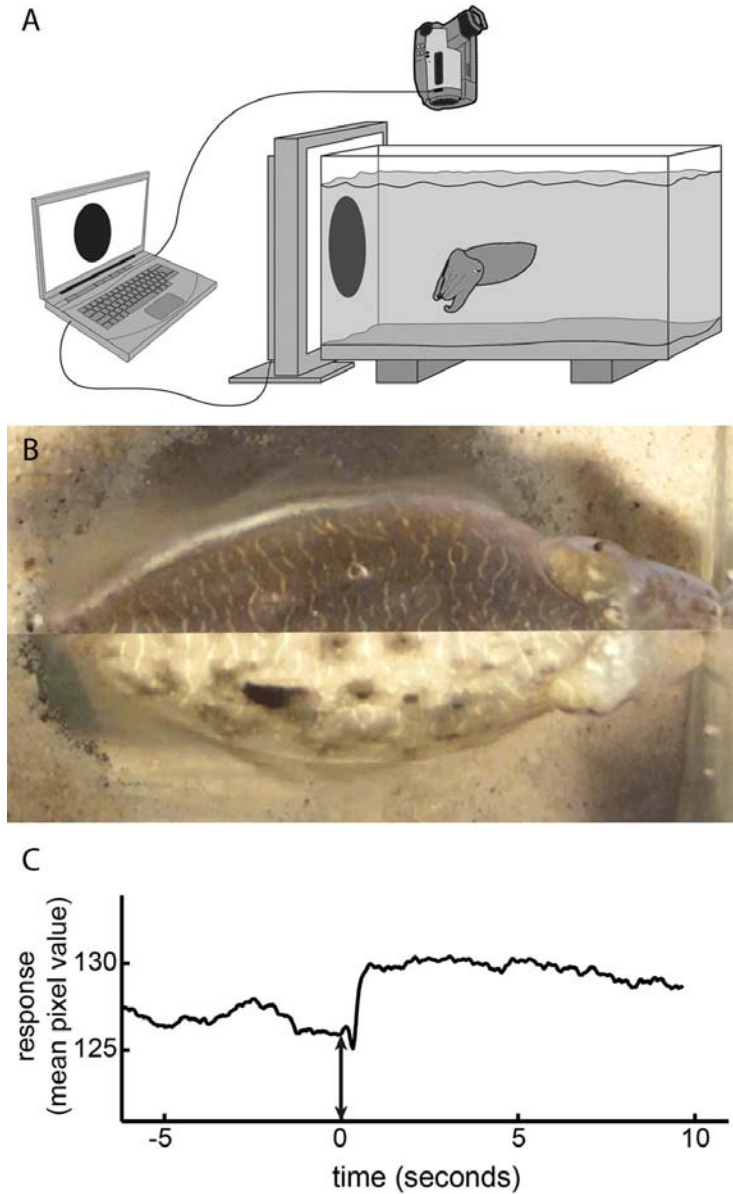 A
B
C
response
(mean pixel value)
130
125
-5
0
5
10
time (seconds)